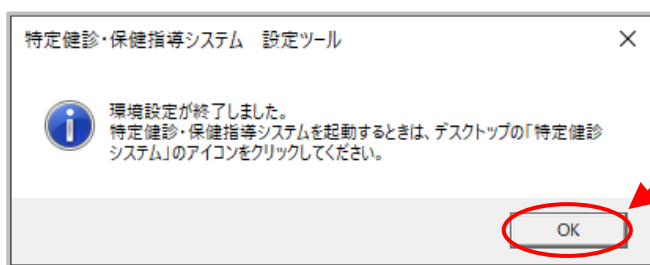 特定健診・保健指導システム　設定ツール
環境設定が終了しました。
特定健診・保健指導システムを起動するときは、デスクトップの「特定健診
システム」のアイコンをクリックしてください。
OK